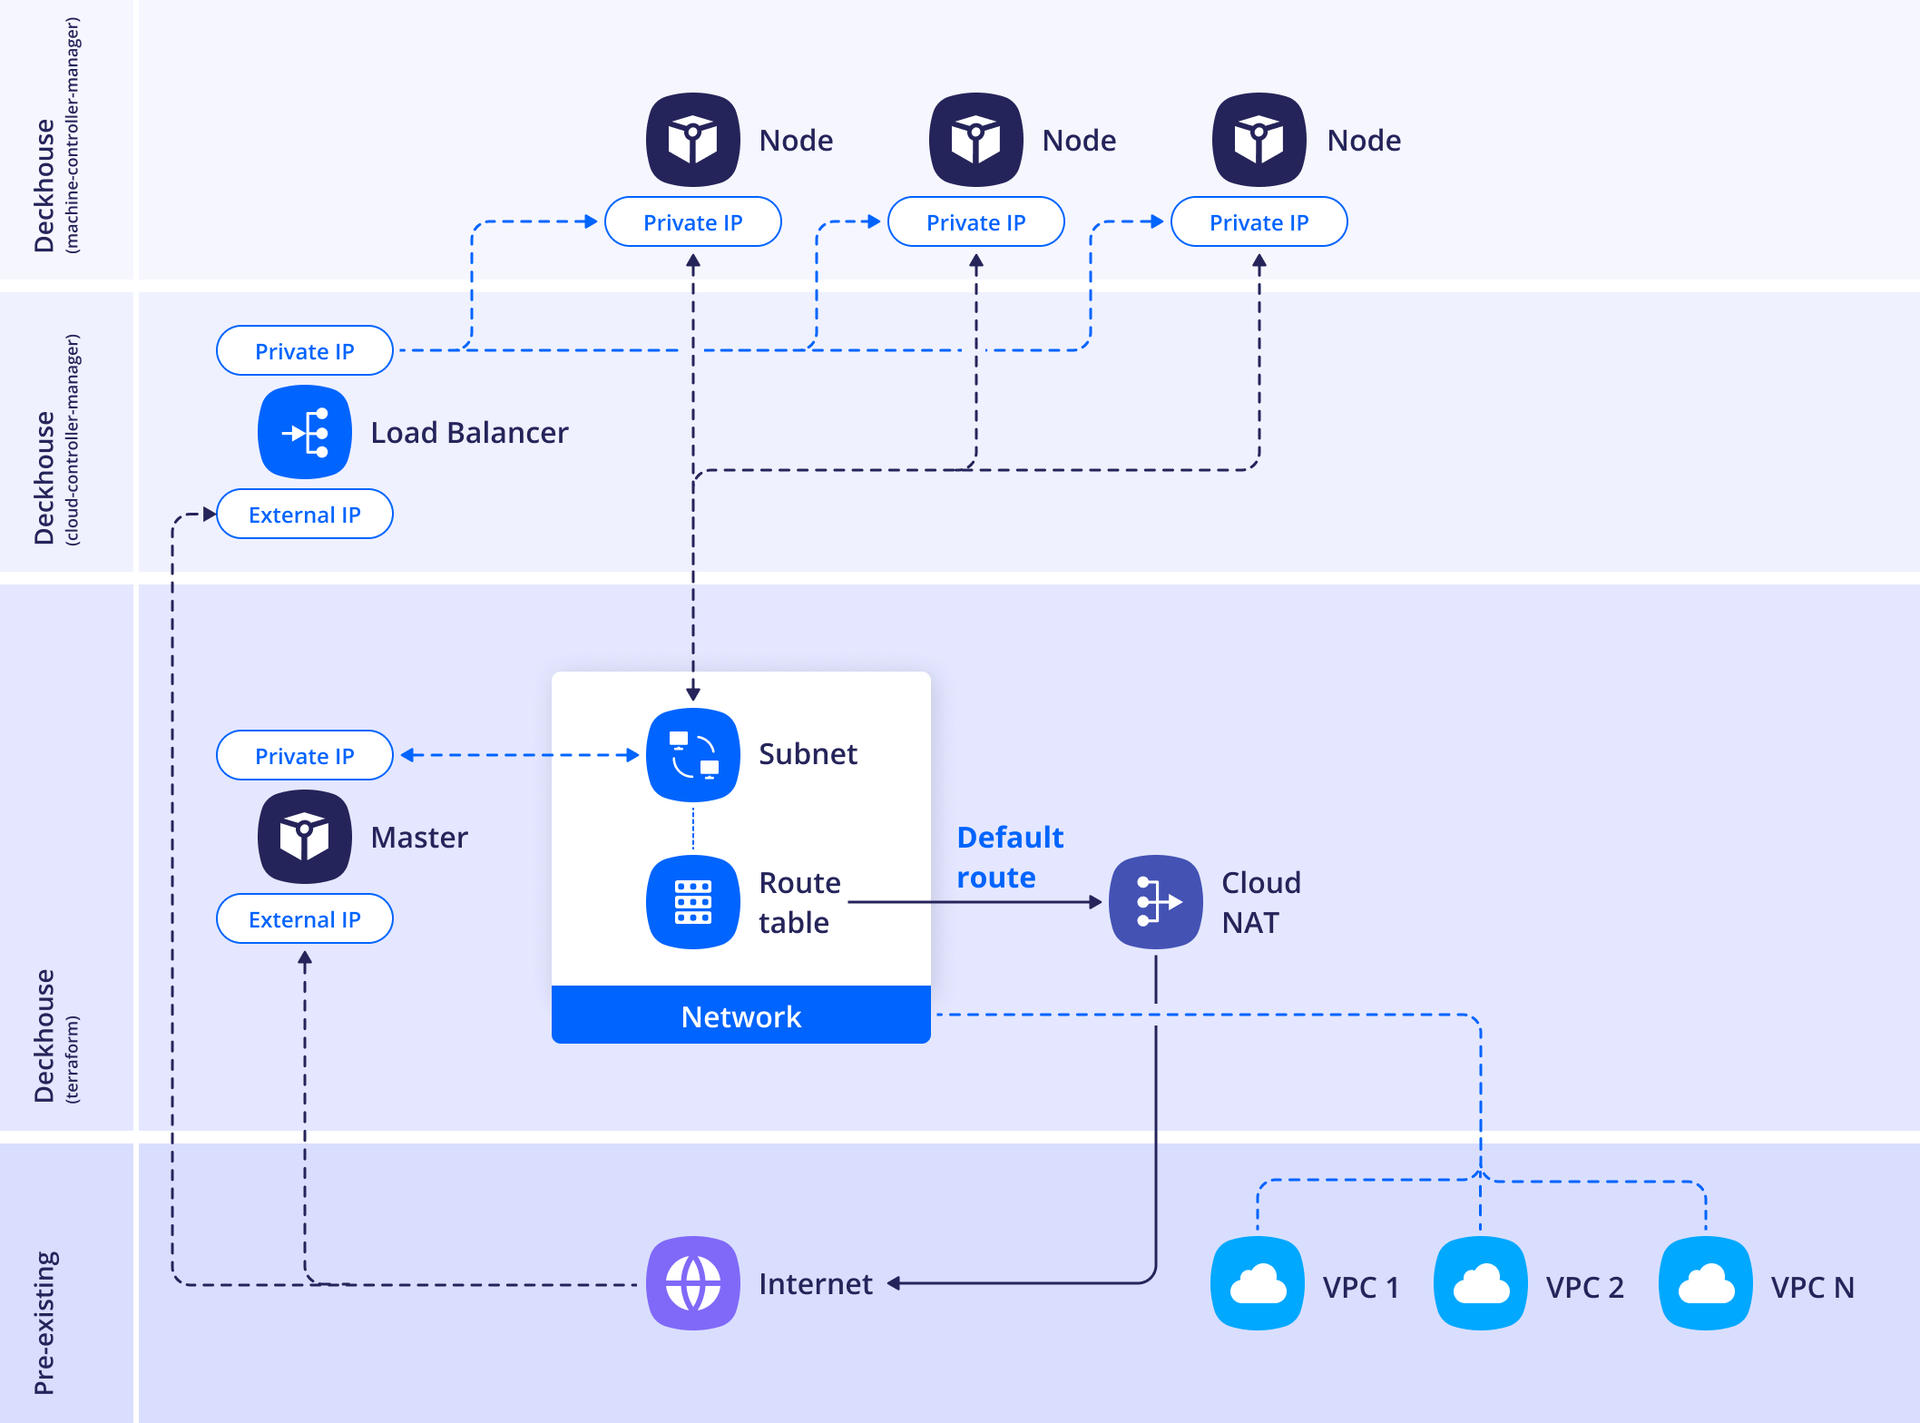 Deckhouse
(machine-controller-manager)
Node
Node
Node
Private IP
Private IP
Private IP
Deckhouse
(cloud-controller-manager)
Private IP
Load Balancer
External IP
Deckhouse
(terraform)
Private IP
Master
External IP
Subnet
Route
table
Network
Default
route
Cloud
NAT
Pre-existing
Internet
VPC 1
VPC 2
VPC N